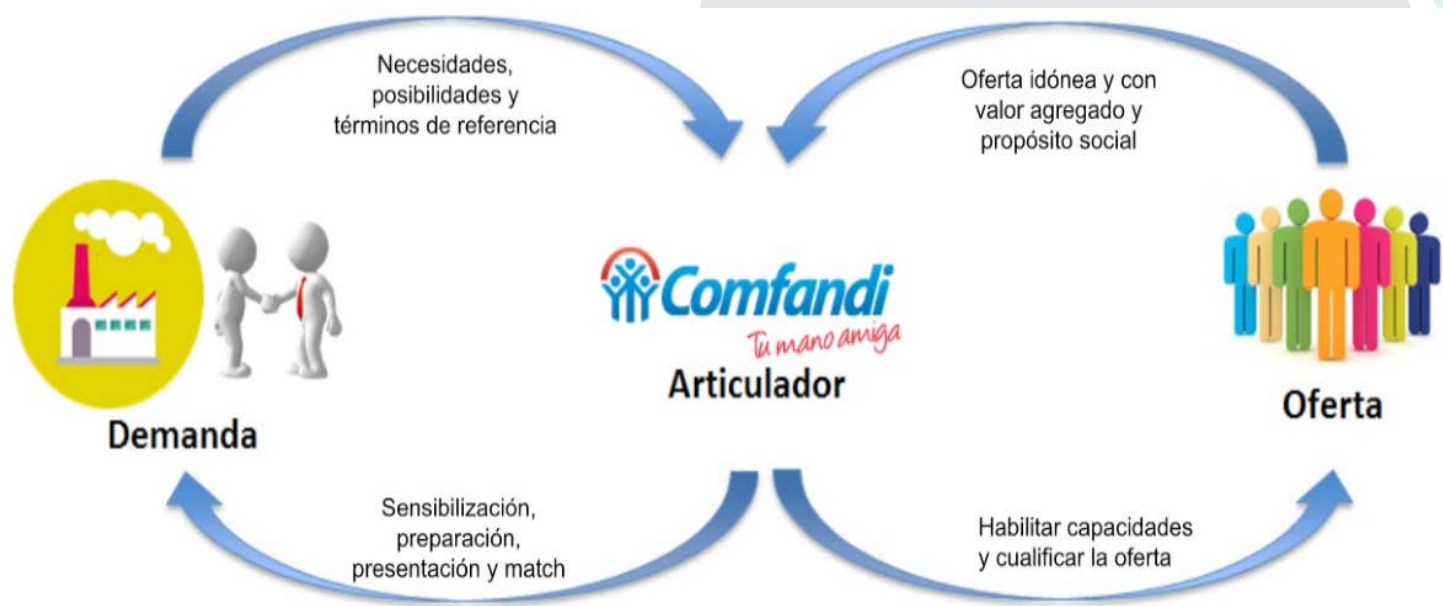 Necesidades,
posibilidades y
términos de referencia
Oferta idónea y con
valor agregado y
propósito social
Comfandi
Tu mano amiga
Articulador
Demanda
Oferta
Sensibilización,
preparación,
presentación y match
Habilitar capacidades
y cualificar la oferta